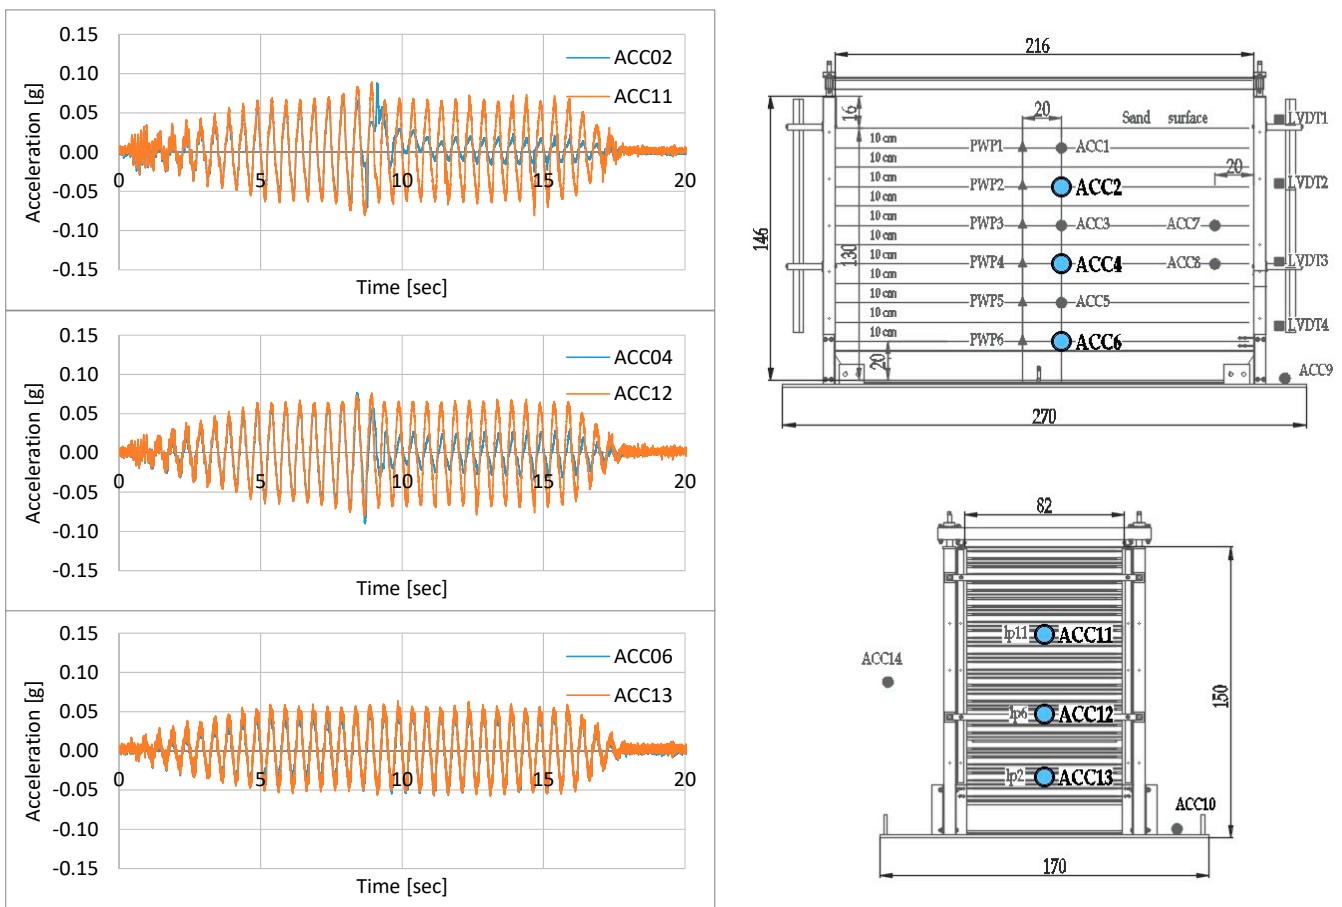 0.15
0.10
0.05
0.00
-0.05
-0.10
-0.15
Acceleration [g]
0
5
10
15
20
Time [sec]
ACC02
ACC11
0.15
0.10
0.05
0.00
-0.05
-0.10
-0.15
Acceleration [g]
0
5
10
15
20
Time [sec]
ACC04
ACC12
0.15
0.10
0.05
0.00
-0.05
-0.10
-0.15
Acceleration [g]
0
5
10
15
20
Time [sec]
ACC06
ACC13
216
16
20
Sand surface
LVDT1
10 cm
PWP1
ACC1
10 cm
20
10 cm
PWP2
ACC2
LVDT2
10 cm
10 cm
PWP3
ACC3
ACC7
146
10 cm
130
10 cm
PWP4
ACC4
ACC8
LVDT3
10 cm
10 cm
PWP5
ACC5
10 cm
LVDT4
10 cm
PWP6
ACC6
20
ACC9
270
82
lp11
ACC11
ACC14
150
lp6
ACC12
lp2
ACC13
ACC10
170